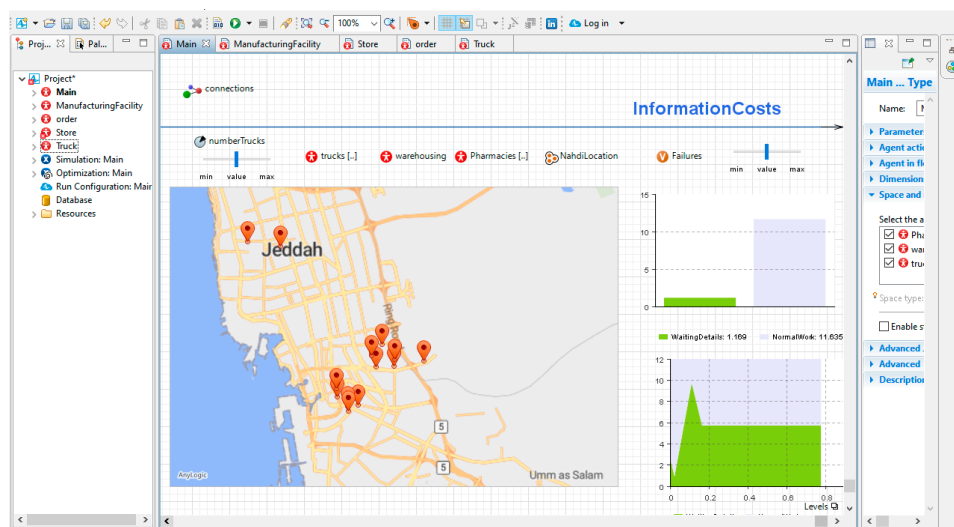 100%
Log in
Proj...
Pal...
Main
ManufacturingFacility
Store
order
Truck
Project*
Main
ManufacturingFacility
order
Store
Truck
Simulation: Main
Optimization: Main
Run Configuration: Main
Database
Resources
connections
InformationCosts
numberTrucks
min value max
trucks [..]
warehousing
Pharmacies [..]
NahdiLocation
Failures
min value max
Jeddah
Ring Ro
5
5
Umm as Salam
AnyLogic
15
10
5
0
WaitingDetails: 1.169
NormalWork: 11.635
12
10
8
6
4
2
0
0 0.2 0.4 0.6 0.8
Levels
Main ... Type
Name:
Parameter
Agent actio
Agent in fl
Dimension
Space and
Select the a
Pha
war
truc
Space type:
Enable s
Advanced
Advanced
Description